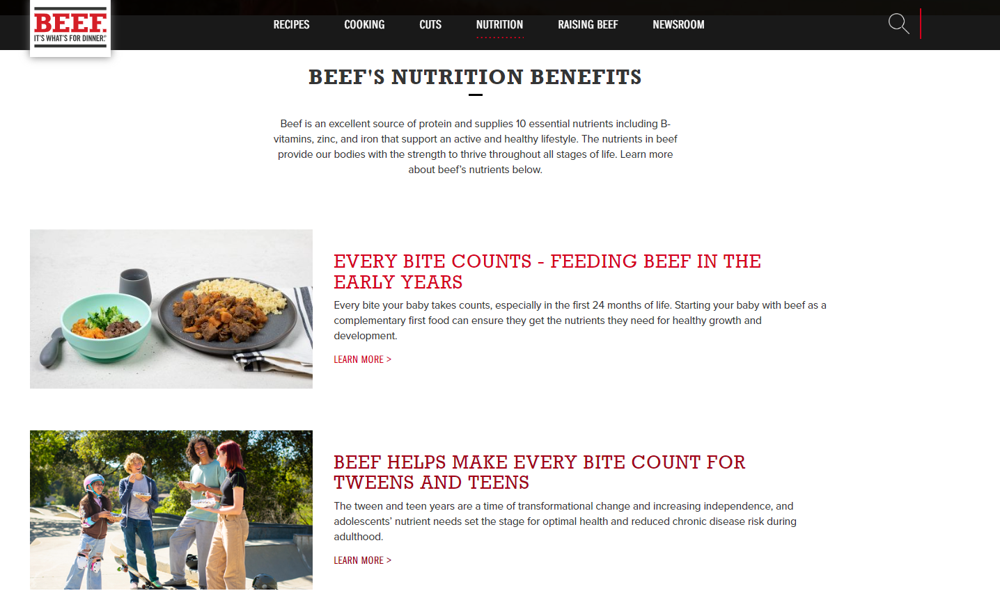 BEEF.
IT'S WHAT'S FOR DINNER.®
RECIPES
COOKING
CUTS
NUTRITION
RAISING BEEF
NEWSROOM
BEEF'S NUTRITION BENEFITS
Beef is an excellent source of protein and supplies 10 essential nutrients including B-
vitamins, zinc, and iron that support an active and healthy lifestyle. The nutrients in beef
provide our bodies with the strength to thrive throughout all stages of life. Learn more
about beef’s nutrients below.
EVERY BITE COUNTS - FEEDING BEEF IN THE
EARLY YEARS
Every bite your baby takes counts, especially in the first 24 months of life. Starting your baby with beef as a
complementary first food can ensure they get the nutrients they need for healthy growth and
development.
LEARN MORE >
BEEF HELPS MAKE EVERY BITE COUNT FOR
TWEENS AND TEENS
The tween and teen years are a time of transformational change and increasing independence, and
adolescents’ nutrient needs set the stage for optimal health and reduced chronic disease risk during
adulthood.
LEARN MORE >